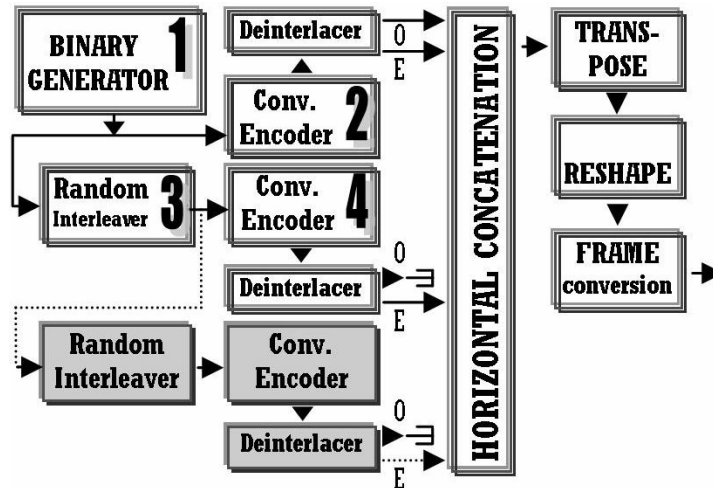 BINARY
GENERATOR 1
Deinterlacer
O
E
Conv.
Encoder 2
Random
Interleaver 3
Conv.
Encoder 4
Deinterlacer
O
E
Random
Interleaver
Conv.
Encoder
Deinterlacer
O
E
HORIZONTAL CONCATENATION
TRANS-
POSE
RESHAPE
FRAME
conversion